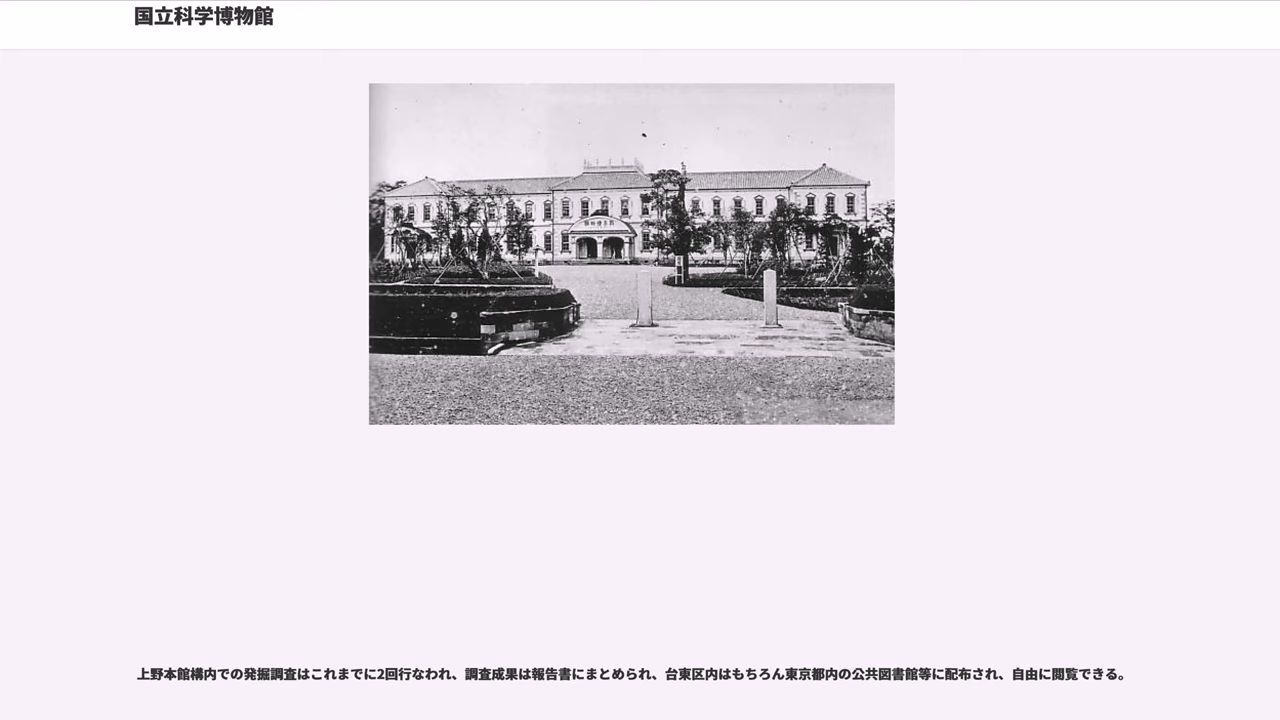 国立科学博物館
上野本館構内での発掘調査はこれまでに2回行なわれ、調査成果は報告書にまとめられ、台東区内はもちろん東京都内の公共図書館等に配布され、自由に閲覧できる。